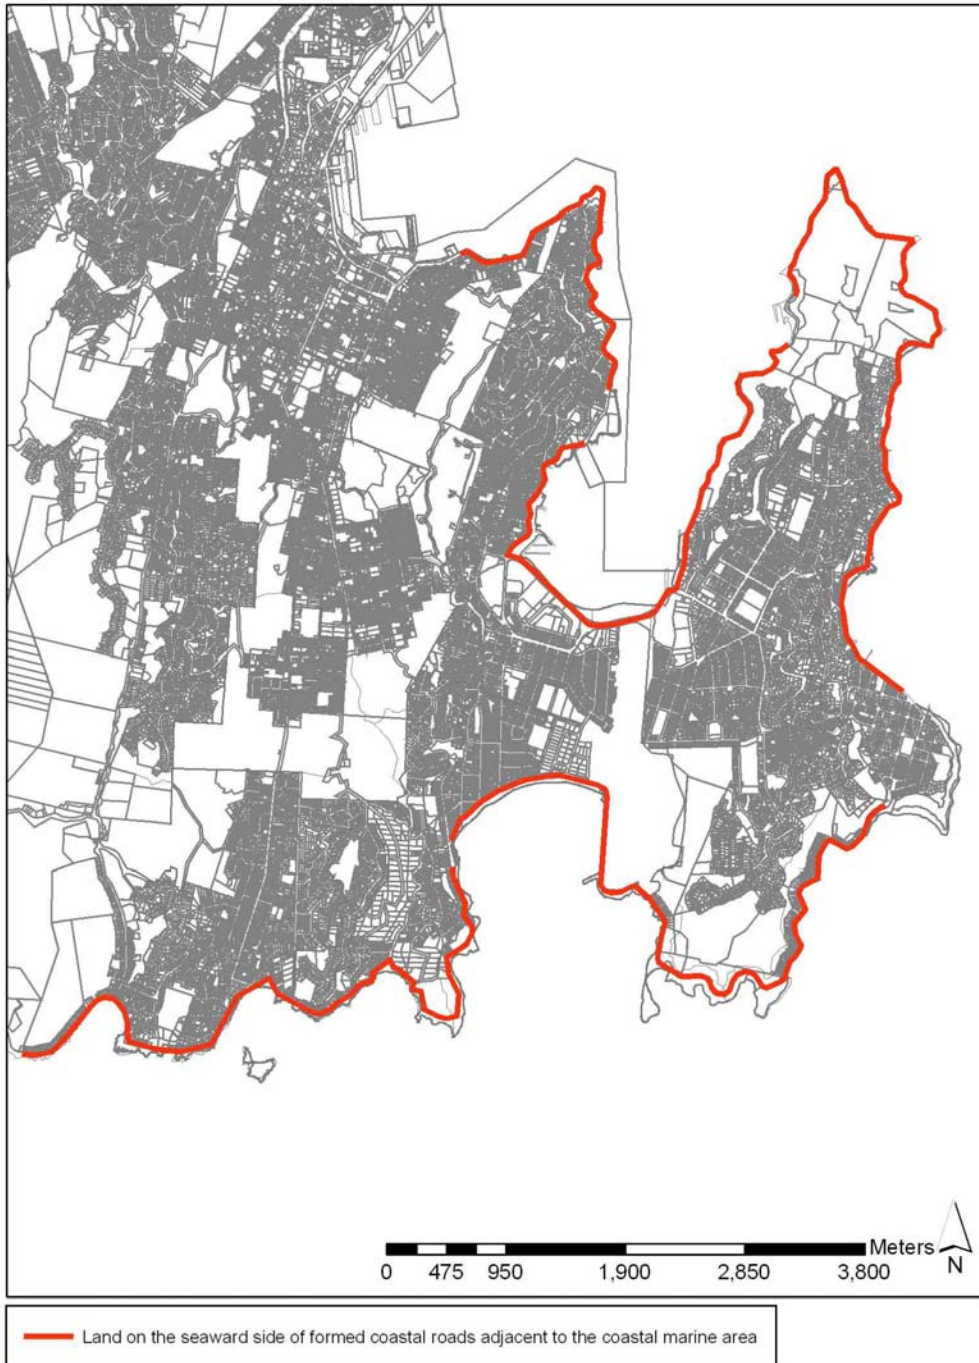 Meters
0 475 950 1,900 2,850 3,800
N
Land on the seaward side of formed coastal roads adjacent to the coastal marine area